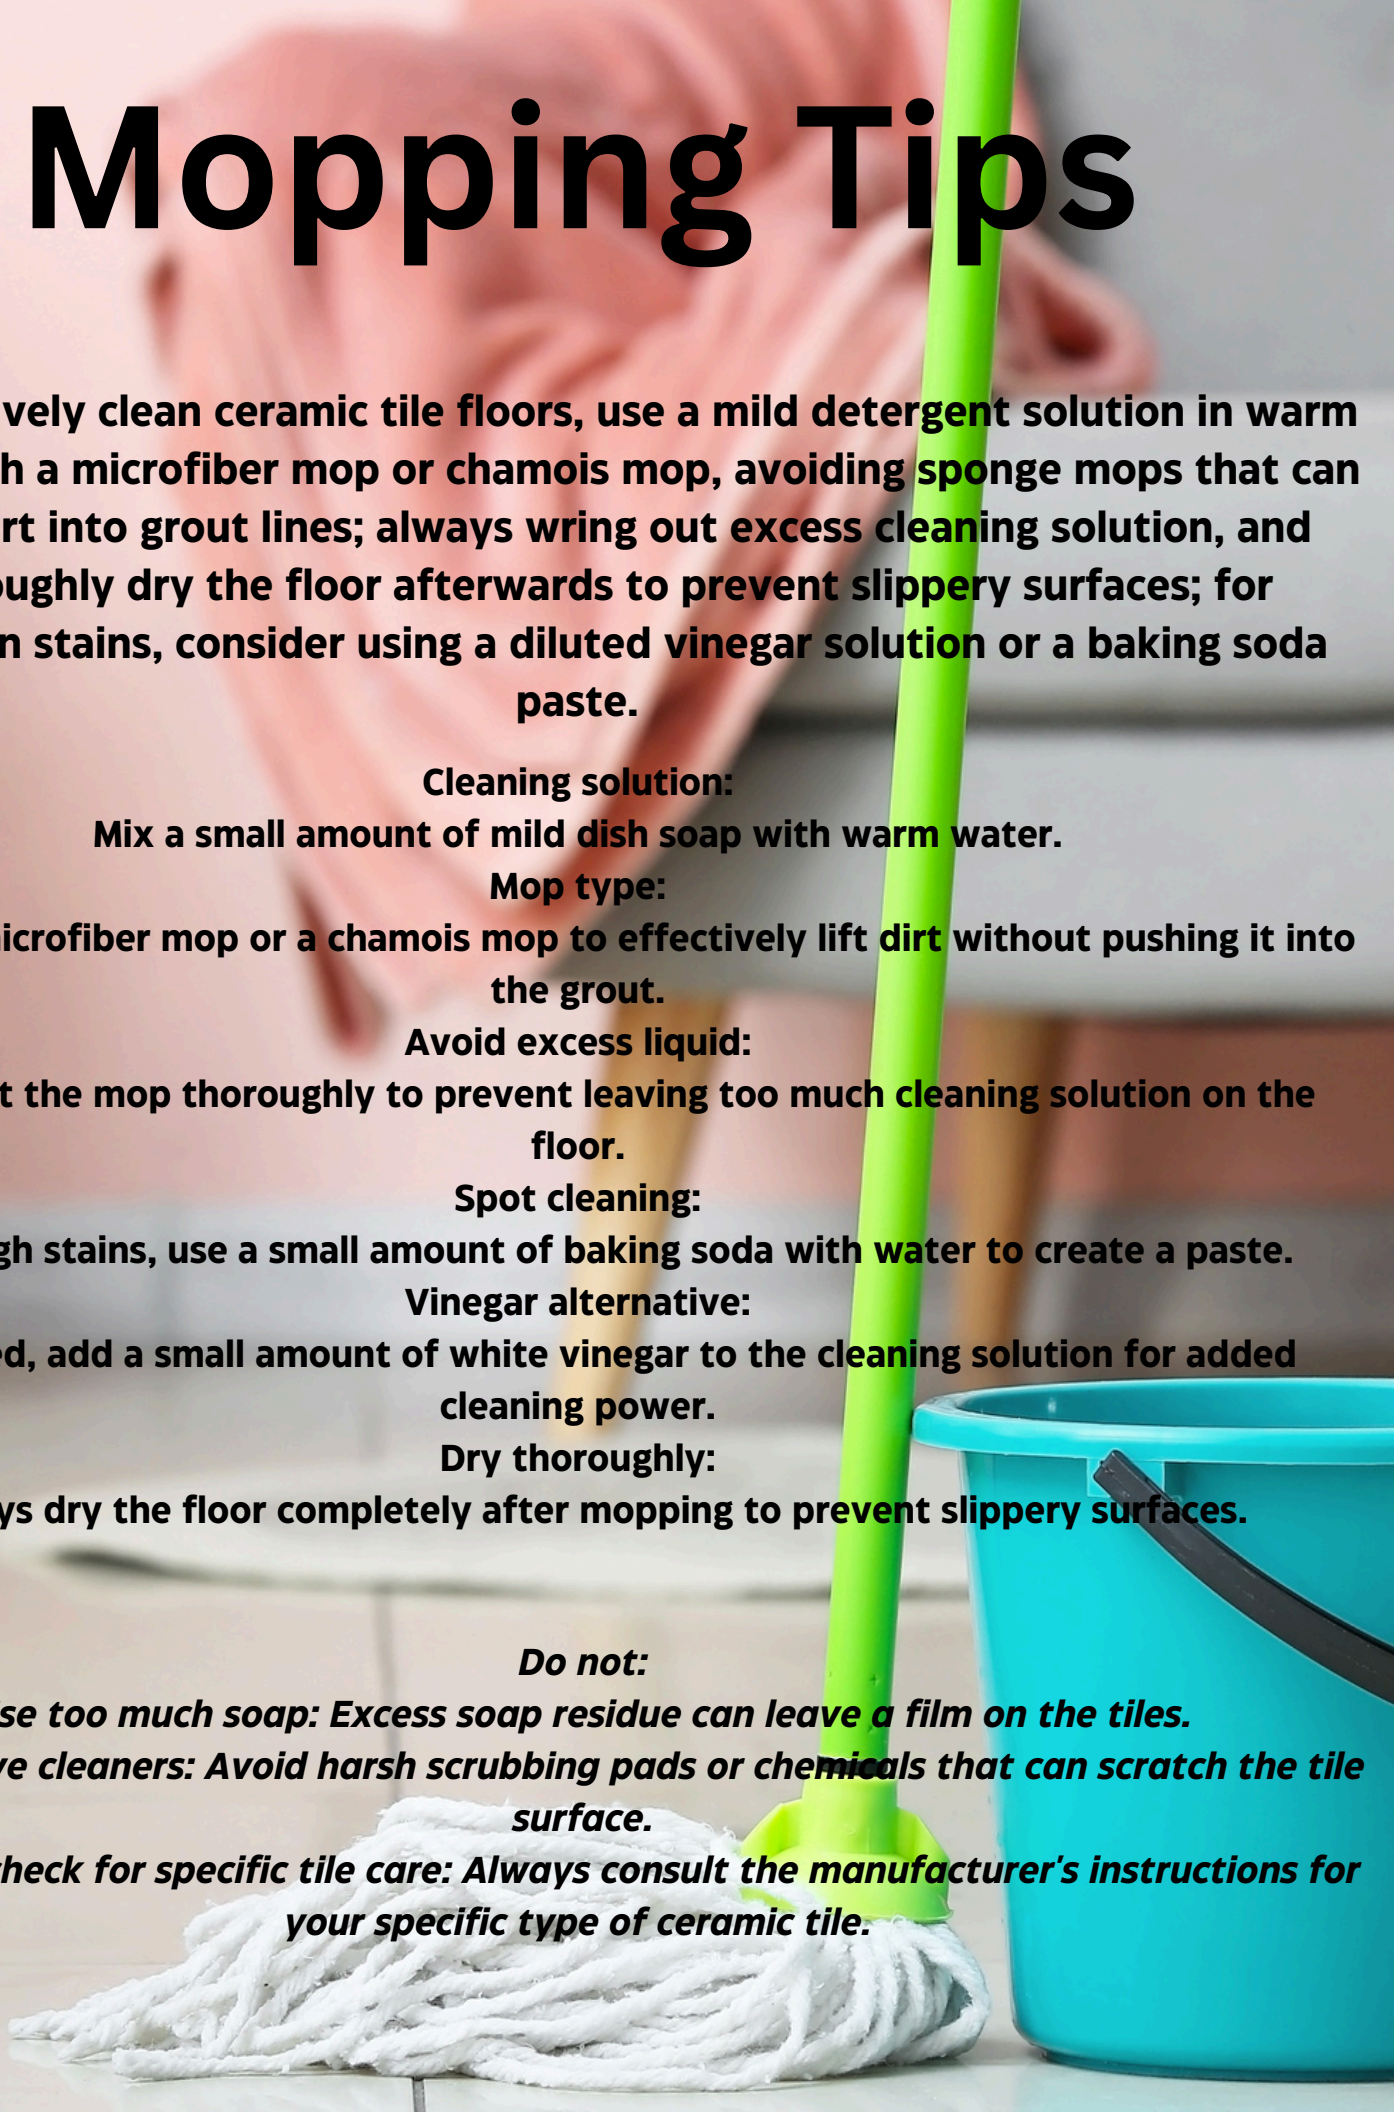 Mopping Tips
vely clean ceramic tile floors, use a mild detergent solution in warm
h a microfiber mop or chamois mop, avoiding sponge mops that can
rt into grout lines; always wring out excess cleaning solution, and
oughly dry the floor afterwards to prevent slippery surfaces; for
n stains, consider using a diluted vinegar solution or a baking soda
paste.
Cleaning solution:
Mix a small amount of mild dish soap with warm water.
Mop type:
icrofiber mop or a chamois mop to effectively lift dirt without pushing it into
the grout.
Avoid excess liquid:
t the mop thoroughly to prevent leaving too much cleaning solution on the
floor.
Spot cleaning:
gh stains, use a small amount of baking soda with water to create a paste.
Vinegar alternative:
ed, add a small amount of white vinegar to the cleaning solution for added
cleaning power.
Dry thoroughly:
ys dry the floor completely after mopping to prevent slippery surfaces.
Do not:
se too much soap: Excess soap residue can leave a film on the tiles.
ve cleaners: Avoid harsh scrubbing pads or chemicals that can scratch the tile
surface.
heck for specific tile care: Always consult the manufacturer's instructions for
your specific type of ceramic tile.